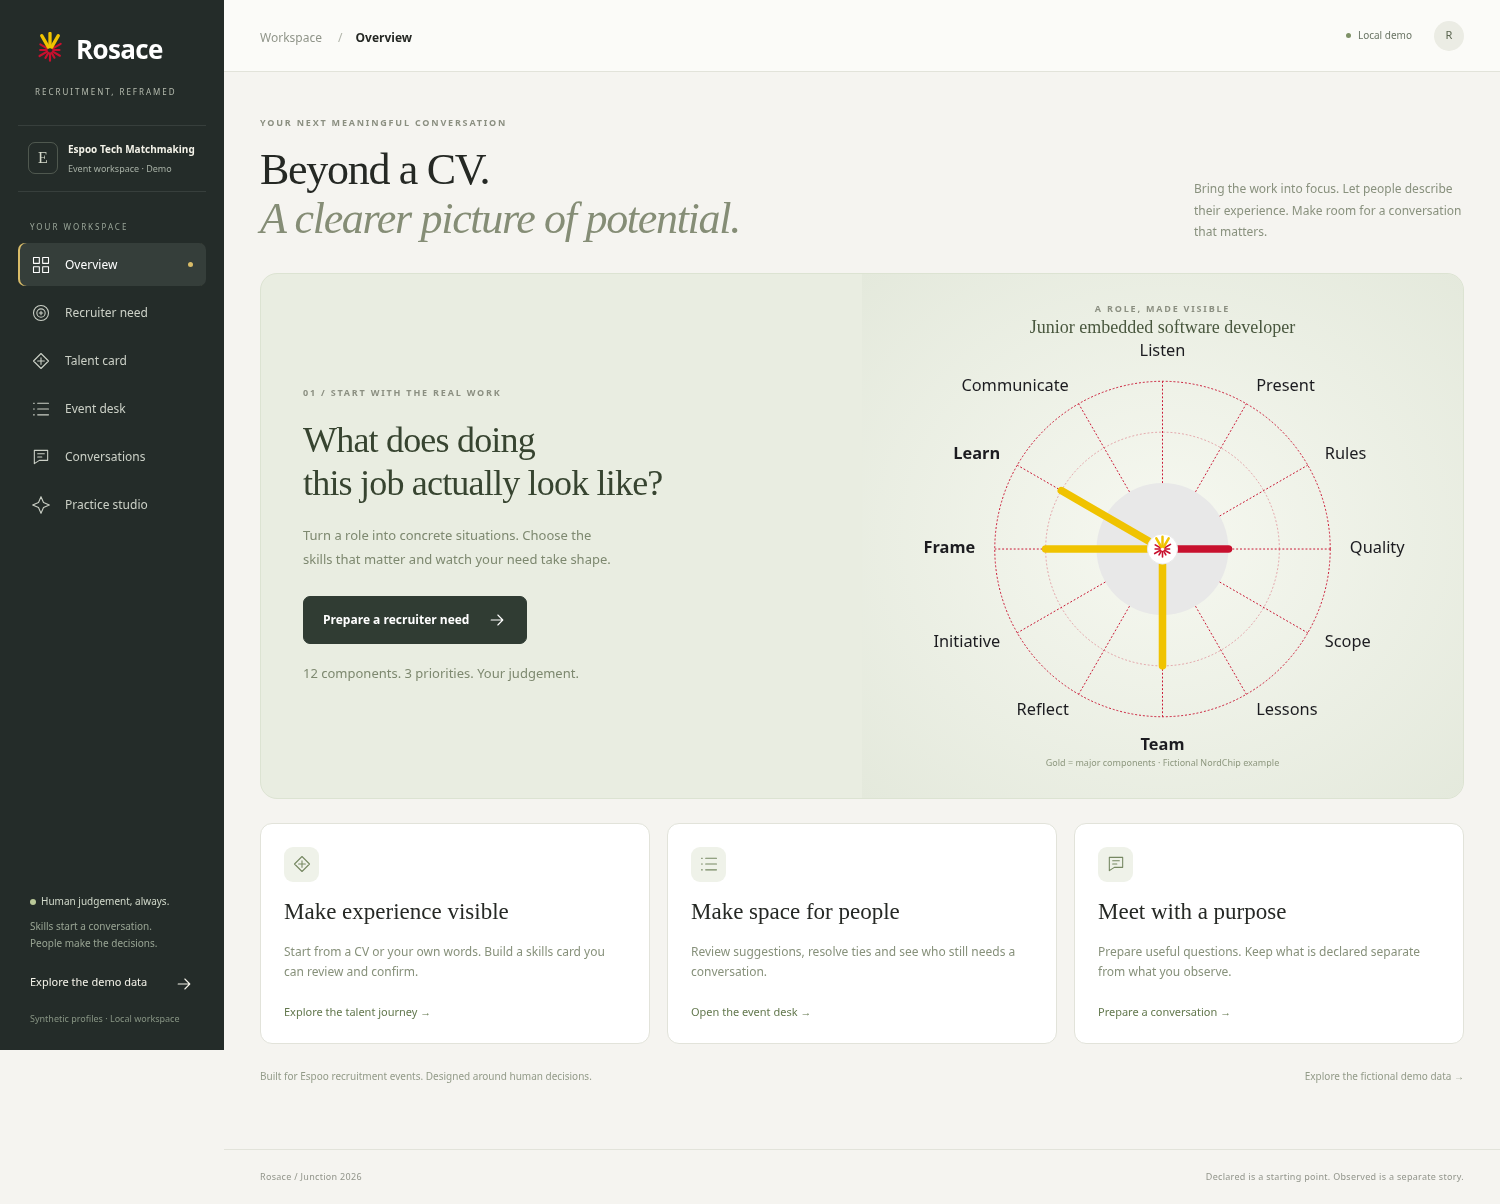 Rosace
RECRUITMENT, REFRAMED
E
Espoo Tech Matchmaking
Event workspace · Demo
YOUR WORKSPACE
Overview
Recruiter need
Talent card
Event desk
Conversations
Practice studio
Human judgement, always.
Skills start a conversation.
People make the decisions.
Explore the demo data →
Synthetic profiles · Local workspace
Workspace / Overview
Local demo
R
YOUR NEXT MEANINGFUL CONVERSATION
Beyond a CV.
A clearer picture of potential.
Bring the work into focus. Let people describe
their experience. Make room for a conversation
that matters.
01 / START WITH THE REAL WORK
What does doing
this job actually look like?
Turn a role into concrete situations. Choose the
skills that matter and watch your need take shape.
Prepare a recruiter need →
12 components. 3 priorities. Your judgement.
A ROLE, MADE VISIBLE
Junior embedded software developer
Listen
Present
Rules
Quality
Scope
Lessons
Team
Reflect
Initiative
Frame
Learn
Communicate
Gold = major components · Fictional NordChip example
Make experience visible
Start from a CV or your own words. Build a skills card you
can review and confirm.
Explore the talent journey →
Make space for people
Review suggestions, resolve ties and see who still needs a
conversation.
Open the event desk →
Meet with a purpose
Prepare useful questions. Keep what is declared separate
from what you observe.
Prepare a conversation →
Built for Espoo recruitment events. Designed around human decisions.
Explore the fictional demo data →
Rosace / Junction 2026
Declared is a starting point. Observed is a separate story.